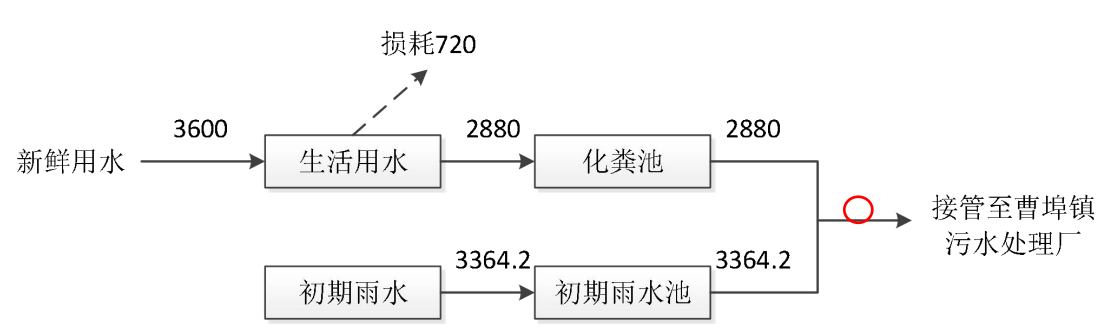 损耗720
3600
2880
2880
新鲜用水
生活用水
化粪池
接管至曹埠镇
污水处理厂
3364.2
3364.2
初期雨水
初期雨水池